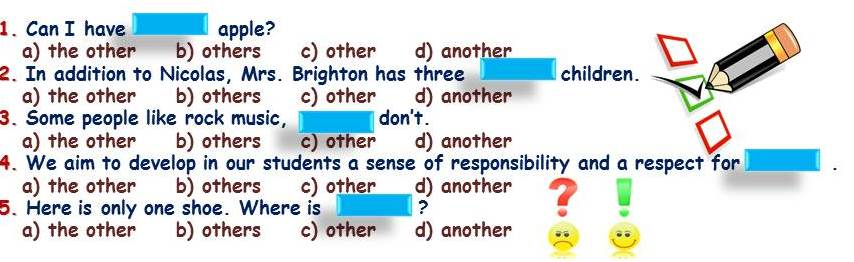 1. Can I have apple?
a) the other b) others c) other d) another
2. In addition to Nicolas, Mrs. Brighton has three children.
a) the other b) others c) other d) another
3. Some people like rock music, don't.
a) the other b) others c) other d) another
4. We aim to develop in our students a sense of responsibility and a respect for .
a) the other b) others c) other d) another
5. Here is only one shoe. Where is ?
a) the other b) others c) other d) another